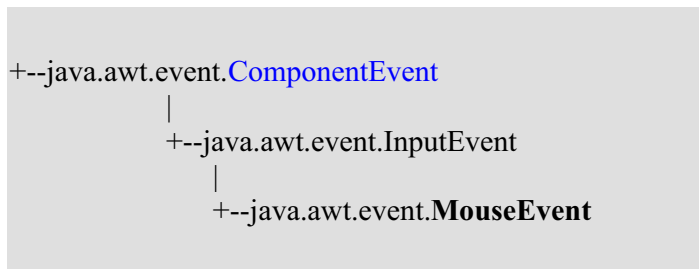 +--java.awt.event.ComponentEvent
|
+--java.awt.event.InputEvent
|
+--java.awt.event.MouseEvent